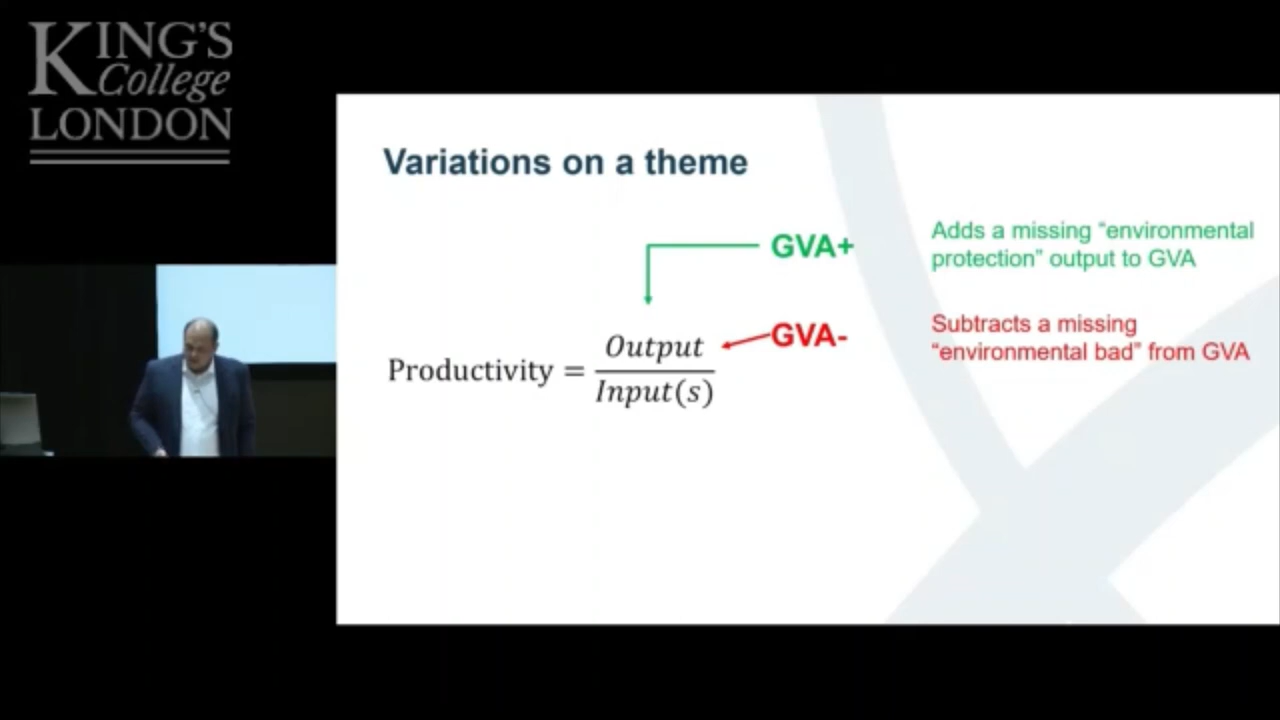 KING'S
College
LONDON
Variations on a theme
GVA+
Adds a missing “environmental
protection” output to GVA
GVA-
Subtracts a missing
“environmental bad” from GVA
Productivity = Output
Input(s)